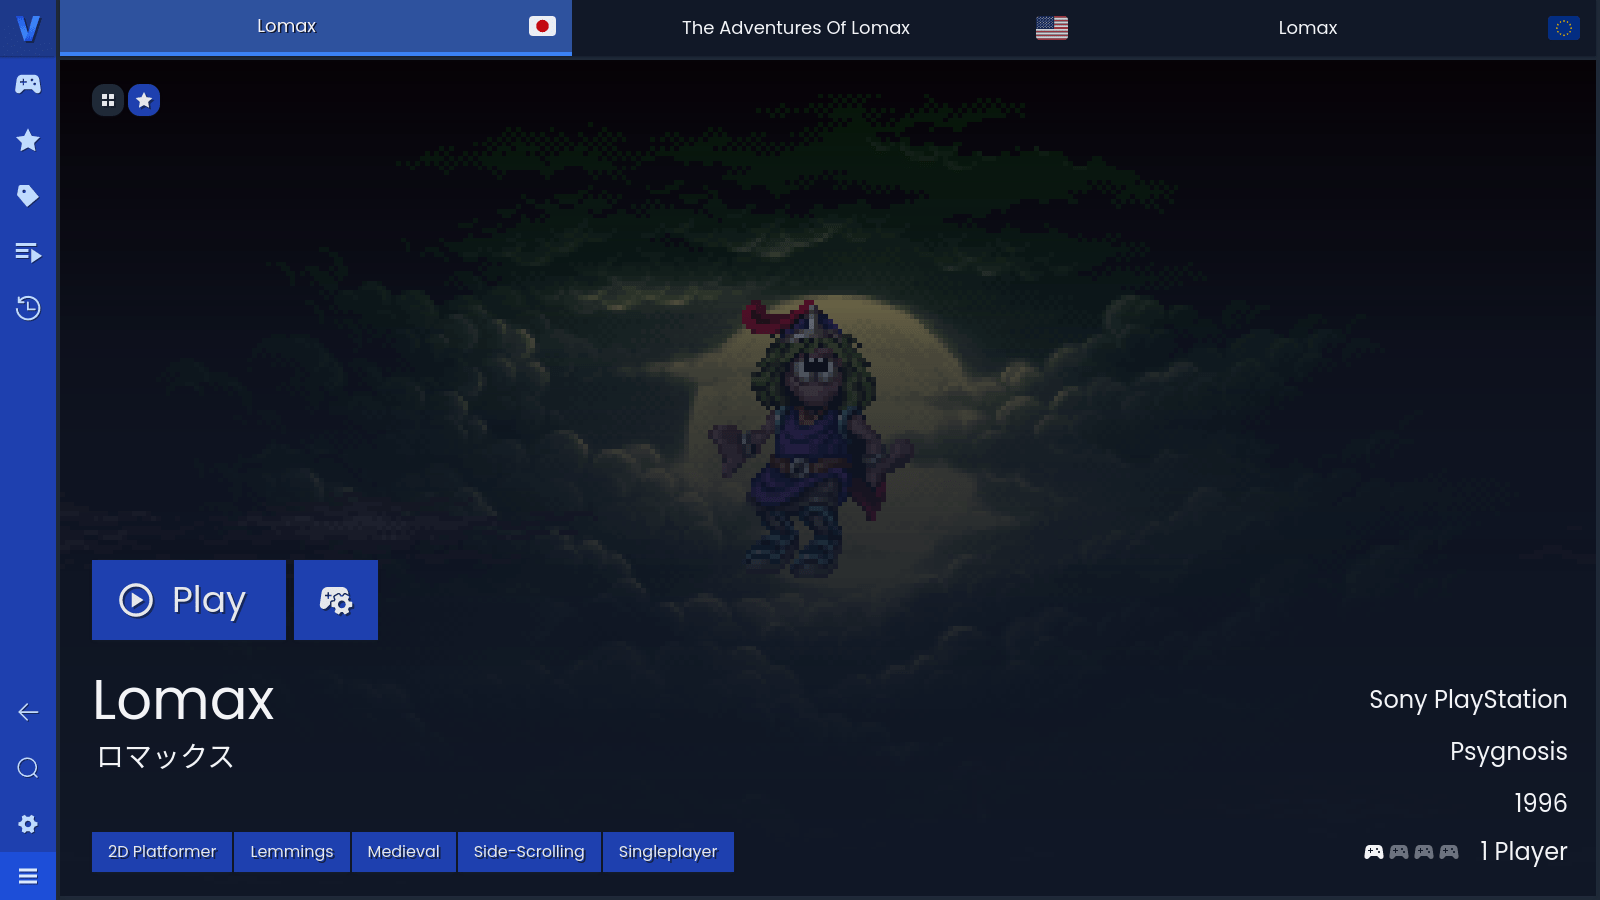 Lomax
The Adventures Of Lomax
Lomax
Play
Lomax
ロマックス
Sony PlayStation
Psygnosis
1996
1 Player
2D Platformer
Lemmings
Medieval
Side-Scrolling
Singleplayer